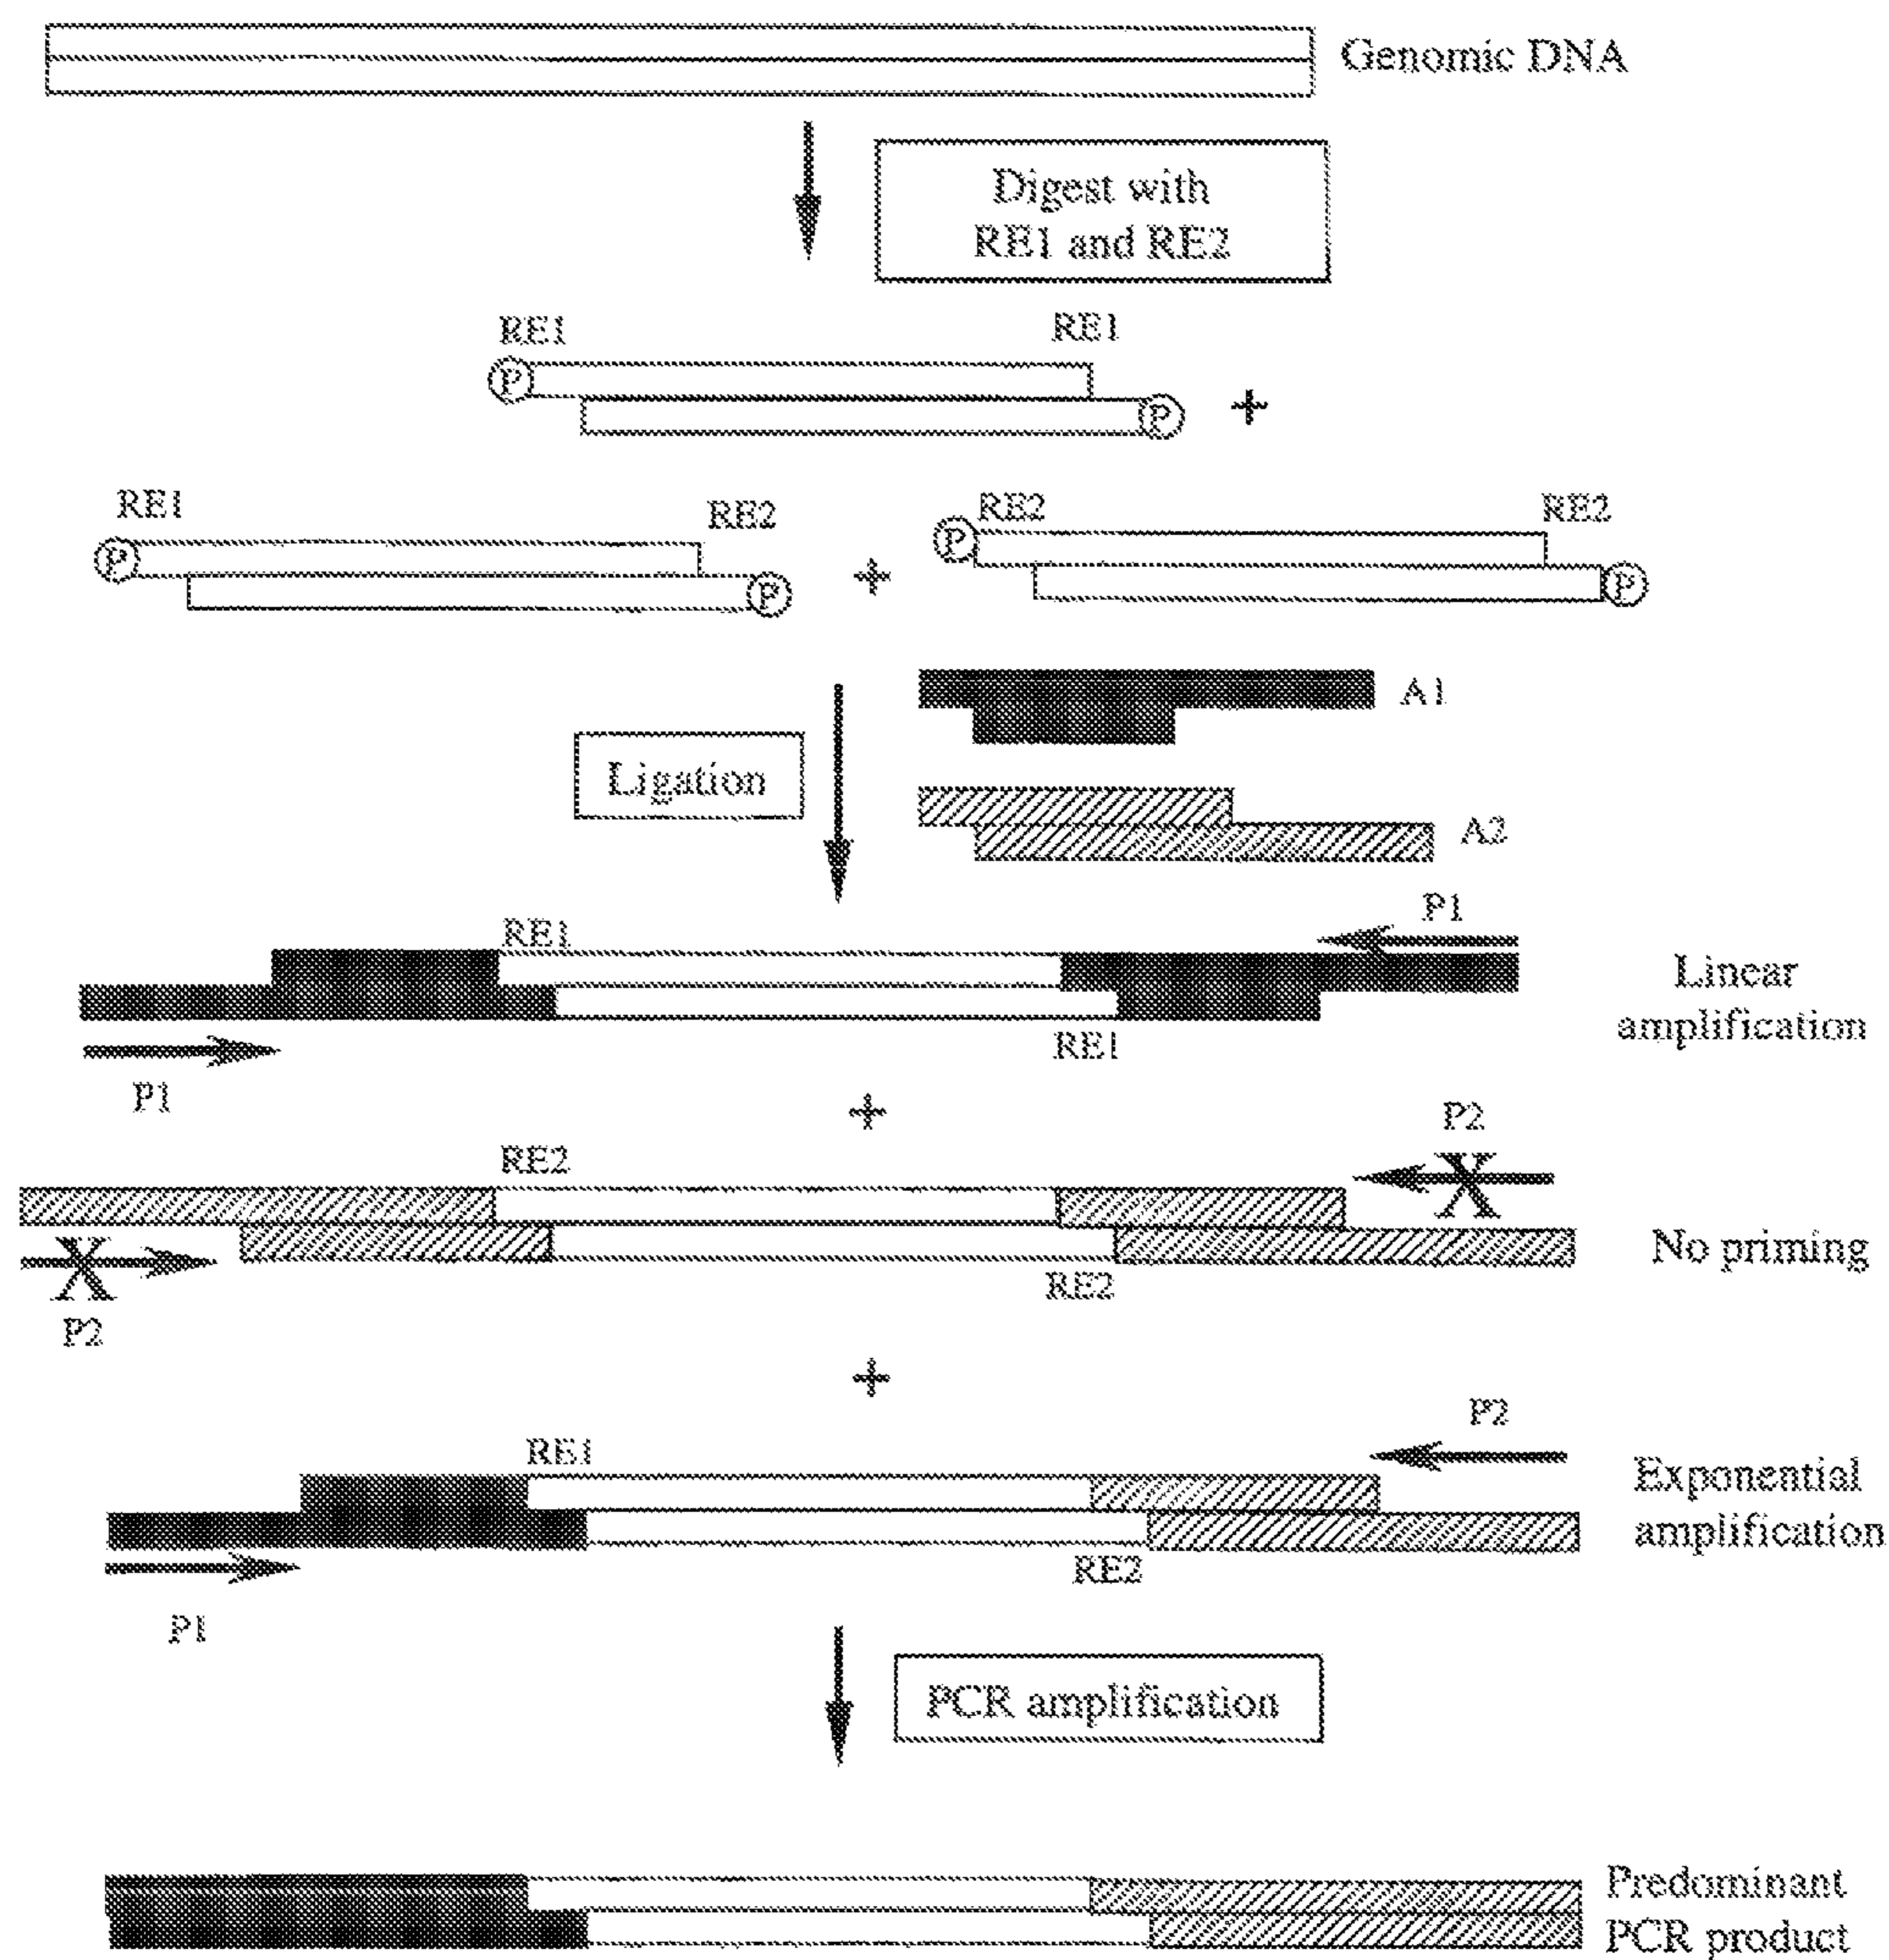 Genomic DNA
Digest with
RE1 and RE2
RE1
RE1
P
P
+
RE1
RE2
RE2
RE2
P
P
+
P
P
A1
Ligation
A2
P1
RE1
Linear
amplification
RE1
P1
+
P2
RE2
X
No priming
X
RE2
P2
+
P2
RE1
Exponential
amplification
RE2
P1
PCR amplification
Predominant
PCR product